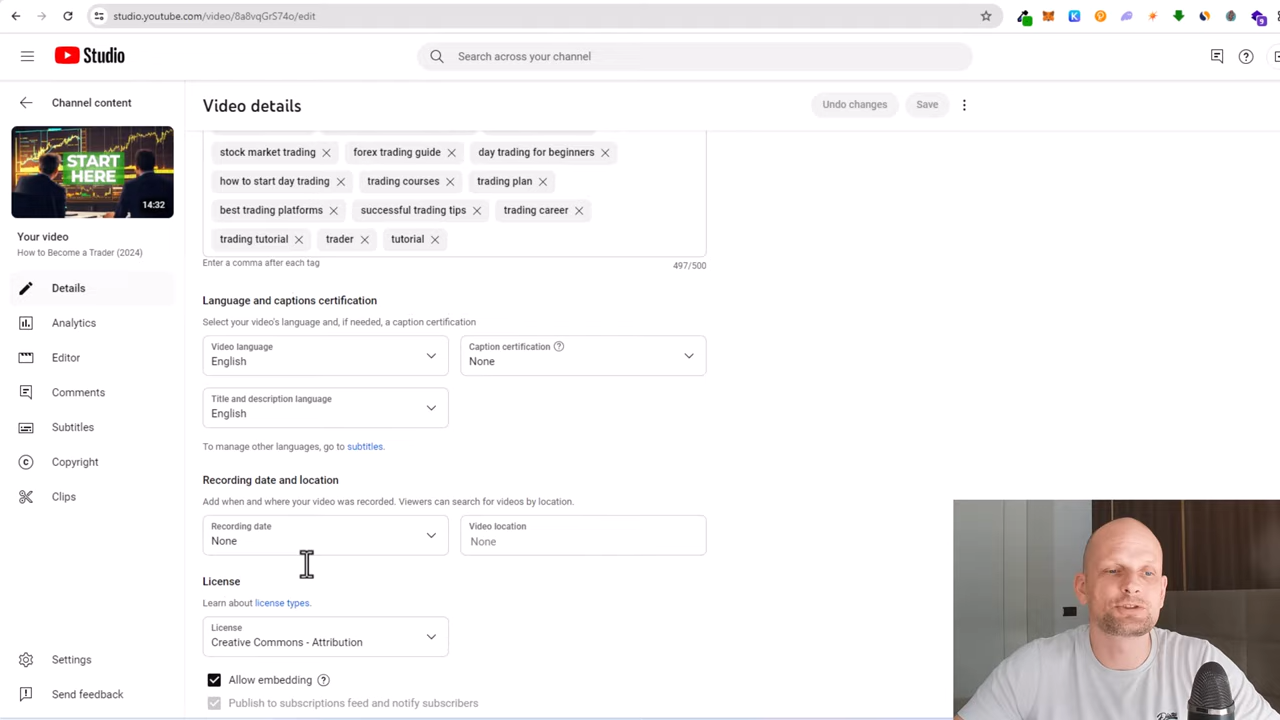 studio.youtube.com/video/8a8vqGrS74o/edit
Studio
Search across your channel
Channel content
START
HERE
14:32
Your video
How to Become a Trader (2024)
Details
Analytics
Editor
Comments
Subtitles
Copyright
Clips
Settings
Send feedback
Video details
Undo changes
Save
stock market trading
forex trading guide
day trading for beginners
how to start day trading
trading courses
trading plan
best trading platforms
successful trading tips
trading career
trading tutorial
trader
tutorial
Enter a comma after each tag
497/500
Language and captions certification
Select your video's language and, if needed, a caption certification
Video language
English
Caption certification
None
Title and description language
English
To manage other languages, go to subtitles.
Recording date and location
Add when and where your video was recorded. Viewers can search for videos by location.
Recording date
None
Video location
None
License
Learn about license types.
License
Creative Commons - Attribution
Allow embedding
Publish to subscriptions feed and notify subscribers